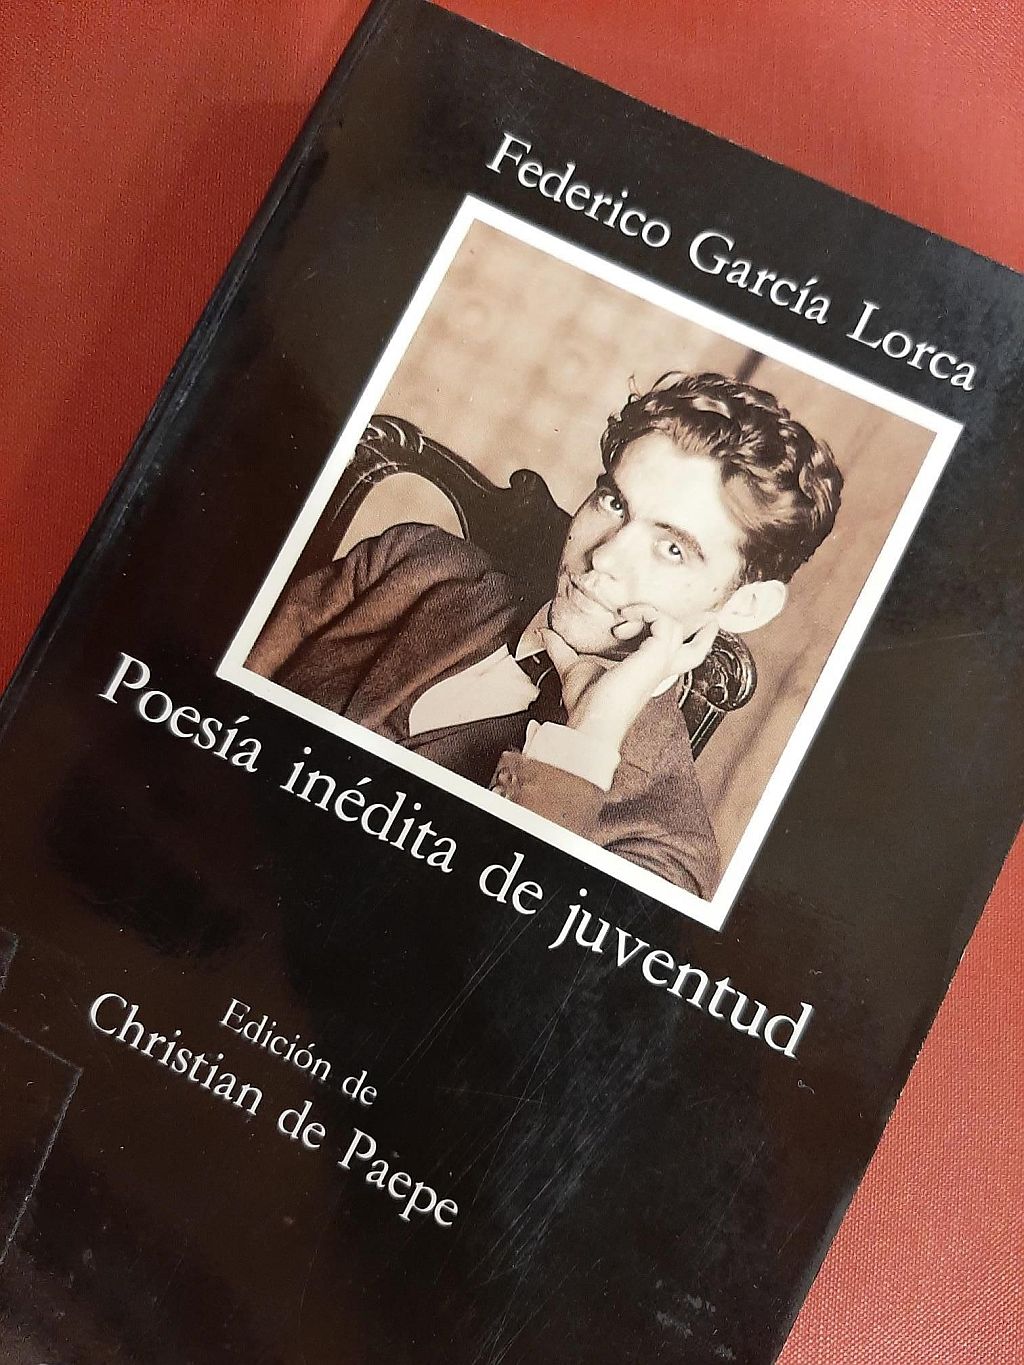 Federico García Lorca
Poesía inédita de juventud
Edición de
Christian de Paepe